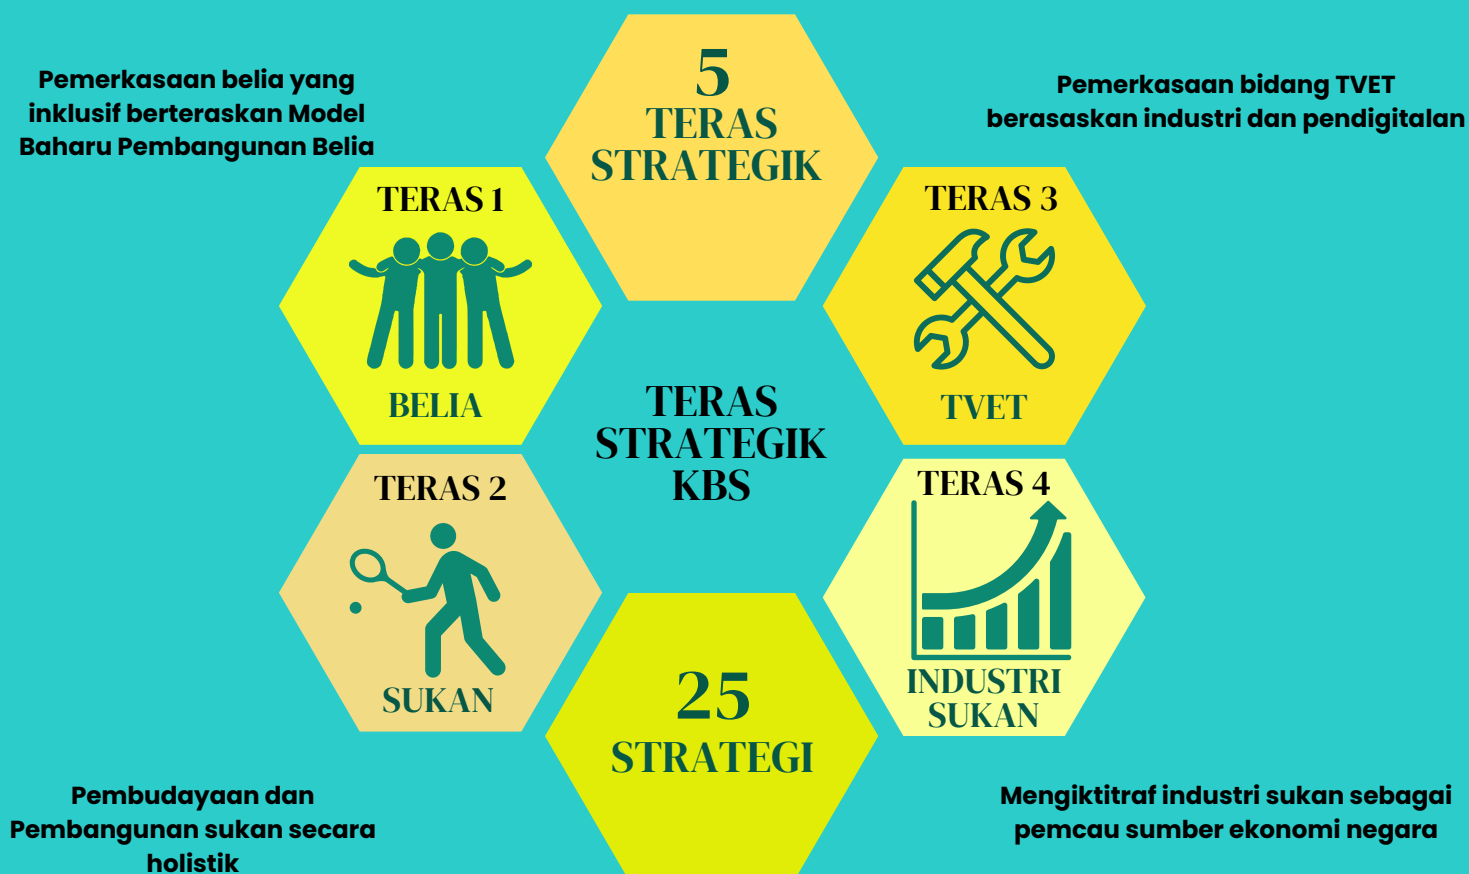 5
TERAS
STRATEGIK
Pemerkasaan belia yang
inklusif berteraskan Model
Baharu Pembangunan Belia
TERAS 1
BELIA
Pemerkasaan bidang TVET
berasaskan industri dan pendigitalan
TERAS 3
TVET
TERAS
STRATEGIK
KBS
TERAS 2
SUKAN
Pembudayaan dan
Pembangunan sukan secara
holistik
TERAS 4
INDUSTRI
SUKAN
Mengiktitraf industri sukan sebagai
pemcau sumber ekonomi negara
25
STRATEGI